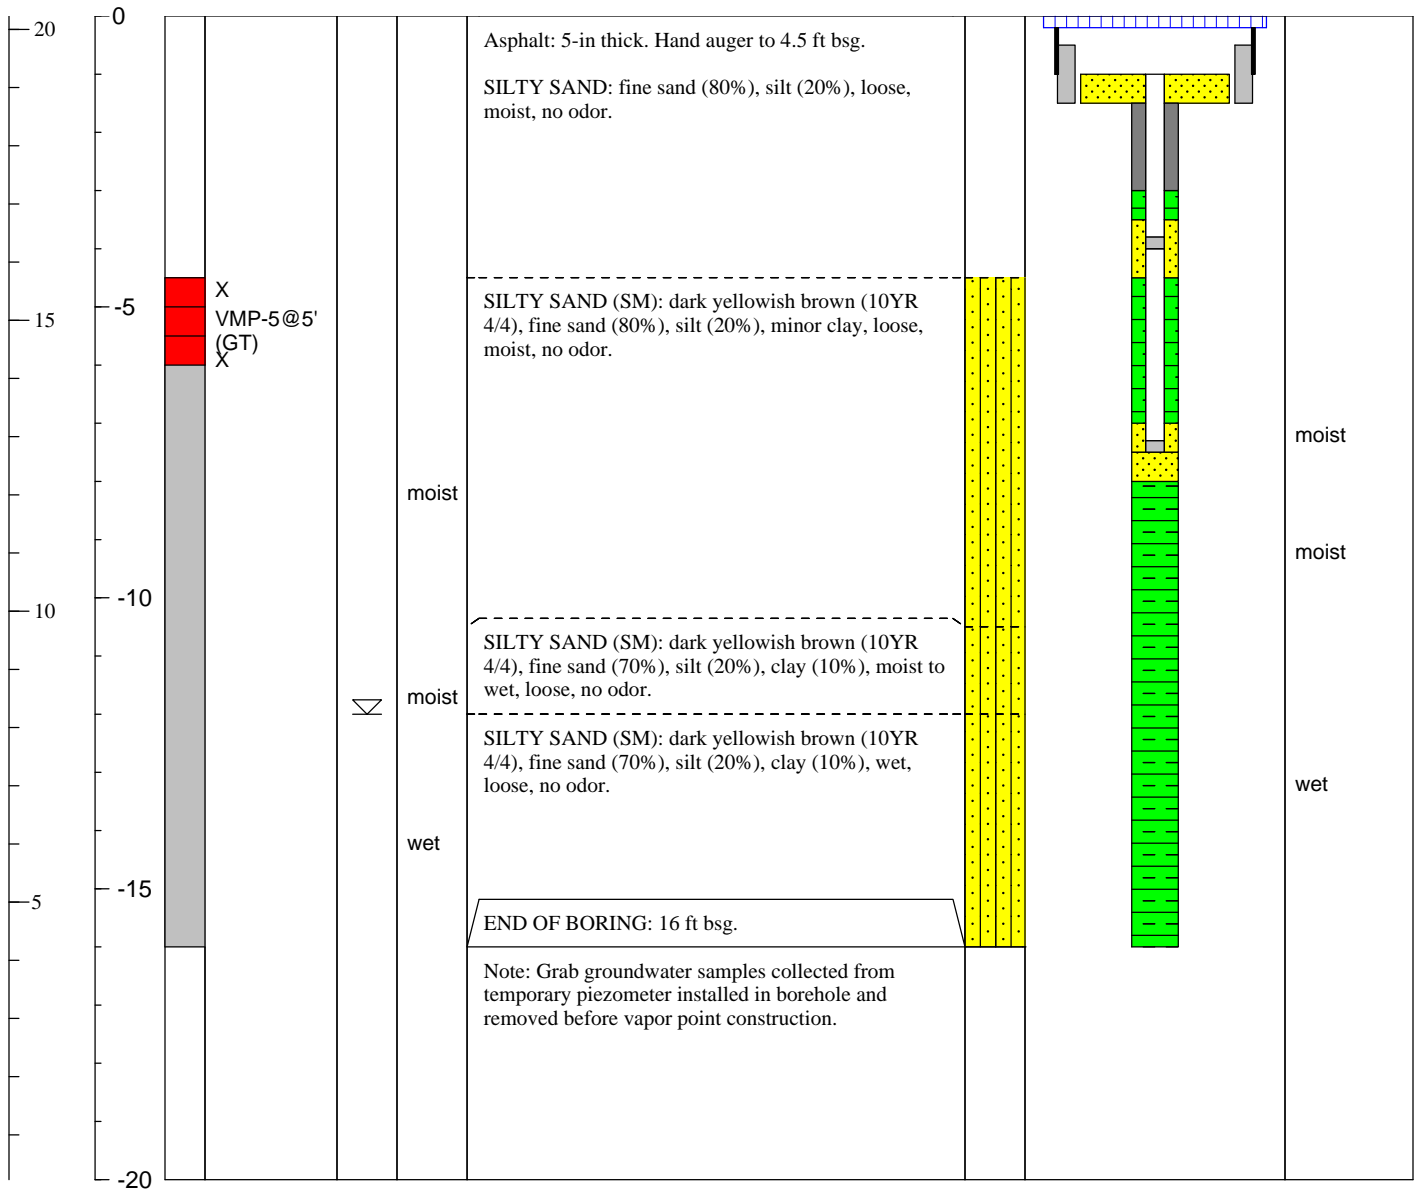 0
20
Asphalt: 5-in thick. Hand auger to 4.5 ft bsg.
SILTY SAND: fine sand (80%), silt (20%), loose,
moist, no odor.
X
-5
VMP-5@5'
(GT)
X
15
SILTY SAND (SM): dark yellowish brown (10YR
4/4), fine sand (80%), silt (20%), minor clay, loose,
moist, no odor.
moist
moist
moist
-10
10
SILTY SAND (SM): dark yellowish brown (10YR
4/4), fine sand (70%), silt (20%), clay (10%), moist to
wet, loose, no odor.
moist
SILTY SAND (SM): dark yellowish brown (10YR
4/4), fine sand (70%), silt (20%), clay (10%), wet,
loose, no odor.
wet
wet
-15
5
END OF BORING: 16 ft bsg.
Note: Grab groundwater samples collected from
temporary piezometer installed in borehole and
removed before vapor point construction.
-20